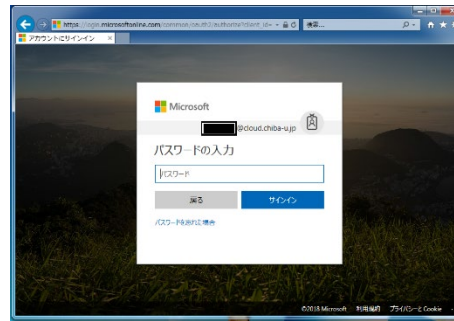 https://login.microsoftonline.com/common/oauth2/authorize?client_id=
検索...
アカウントにサインイン
Microsoft
@cloud.chiba-u.jp
パスワードの入力
パスワード
戻る
サインイン
パスワードを忘れた場合
©2018 Microsoft 利用規約 プライバシーと Cookie